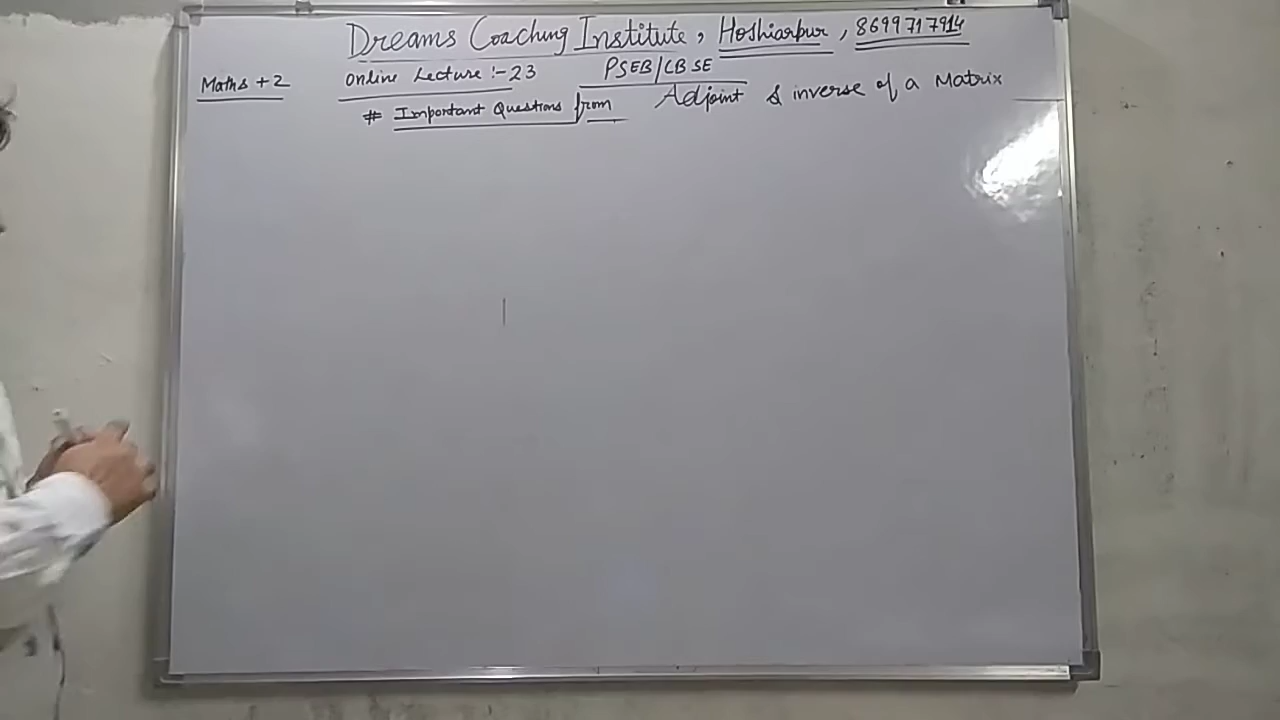 Dreams Coaching Institute, Hoshiarpur, 8699717914
Maths +2 Online Lecture :- 23 PSEB/CBSE
# Important Questions from Adjoint & inverse of a Matrix